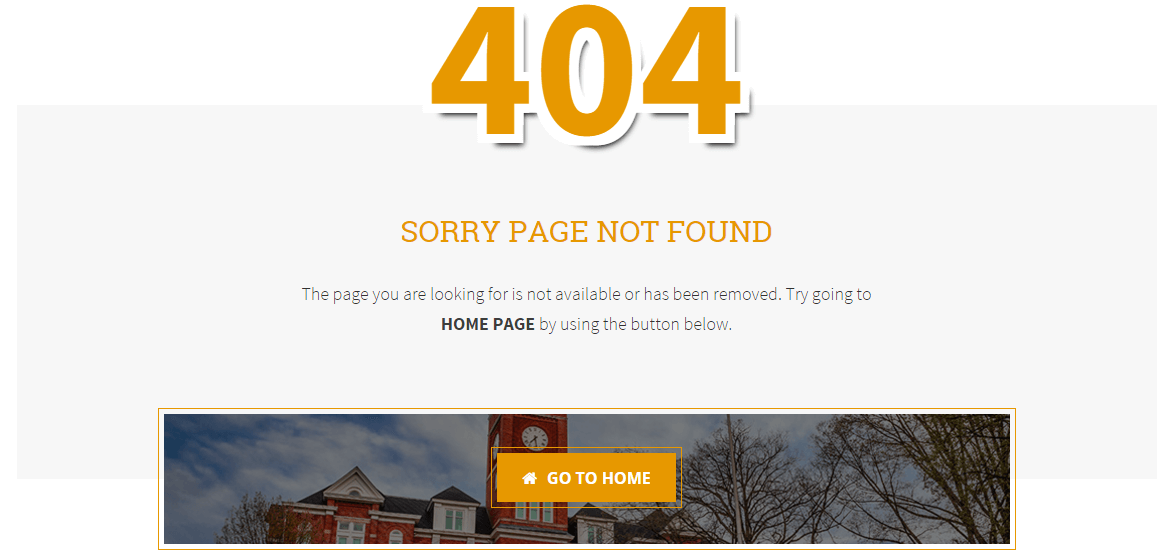 404
SORRY PAGE NOT FOUND
The page you are looking for is not available or has been removed. Try going to
HOME PAGE by using the button below.
GO TO HOME